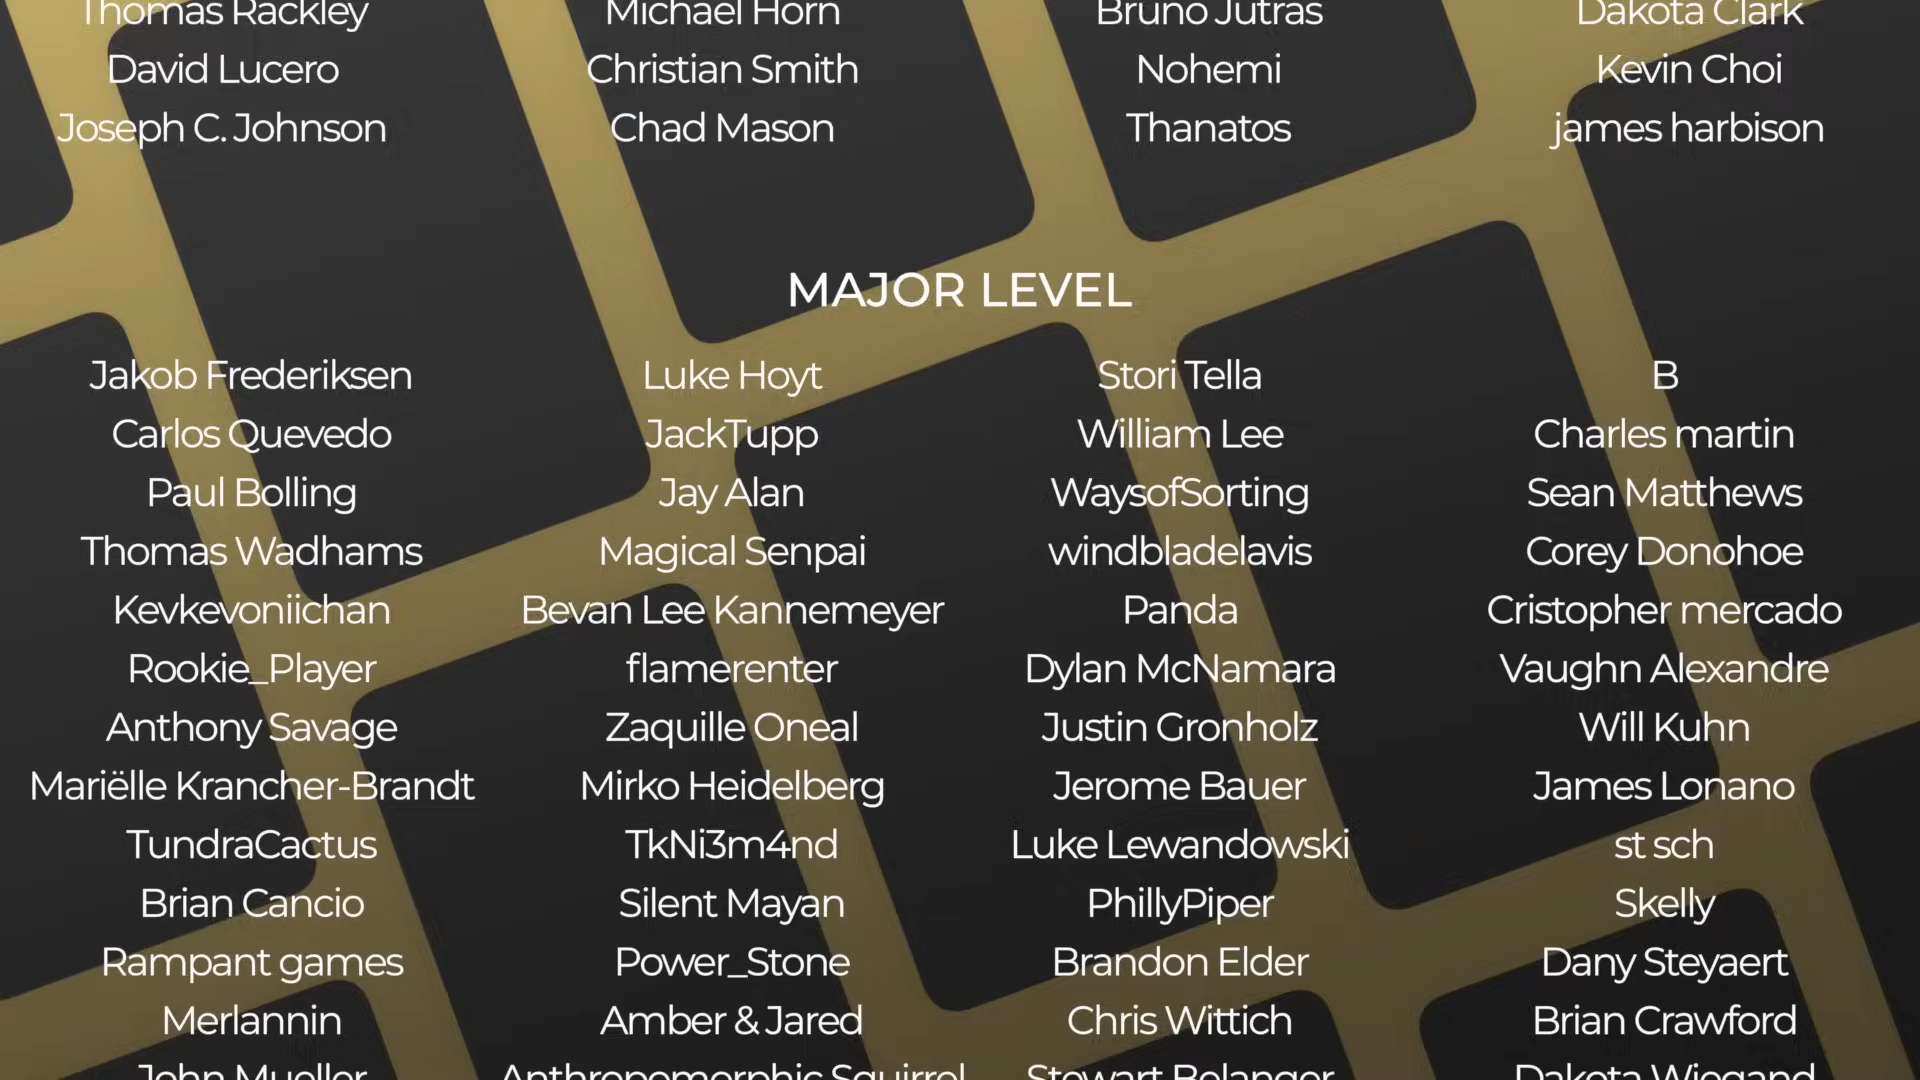 Thomas Rackley Michael Horn Bruno Jutras Dakota Clark
David Lucero Christian Smith Nohemi Kevin Choi
Joseph C. Johnson Chad Mason Thanatos james harbison
MAJOR LEVEL
Jakob Frederiksen Luke Hoyt Stori Tella B
Carlos Quevedo JackTupp William Lee Charles martin
Paul Bolling Jay Alan WaysofSorting Sean Matthews
Thomas Wadhams Magical Senpai windbladelavis Corey Donohoe
Kevkevoniichan Bevan Lee Kannemeyer Panda Cristopher mercado
Rookie_Player flamerenter Dylan McNamara Vaughn Alexandre
Anthony Savage Zaquille Oneal Justin Gronholz Will Kuhn
Mariëlle Krancher-Brandt Mirko Heidelberg Jerome Bauer James Lonano
TundraCactus TkNi3m4nd Luke Lewandowski st sch
Brian Cancio Silent Mayan PhillyPiper Skelly
Rampant games Power_Stone Brandon Elder Dany Steyaert
Merlannin Amber & Jared Chris Wittich Brian Crawford
John Mueller Anthropomorphic Squirrel Stewart Belanger Dakota Wiegand